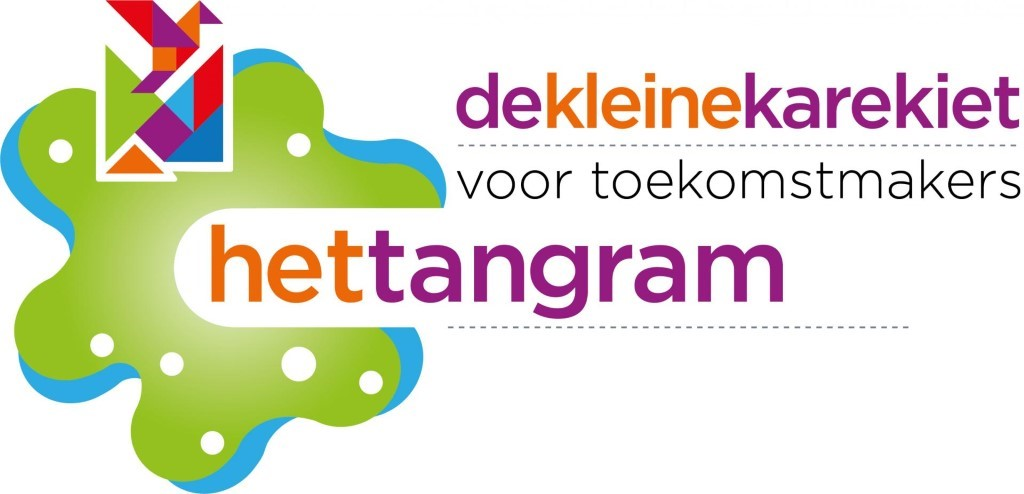 dekleinekarekiet
voor toekomstmakers
hettangram